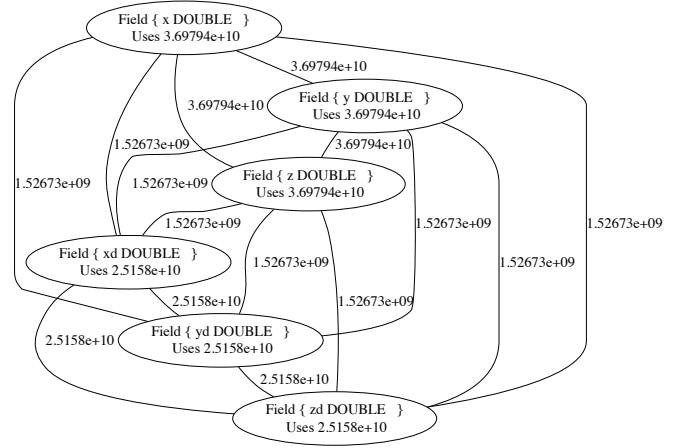 Field { x DOUBLE }
Uses 3.69794e+10
3.69794e+10
Field { y DOUBLE }
Uses 3.69794e+10
3.69794e+10
1.52673e+09
3.69794e+10
Field { z DOUBLE }
Uses 3.69794e+10
1.52673e+09
1.52673e+09
1.52673e+09
1.52673e+09
1.52673e+09
Field { xd DOUBLE }
Uses 2.5158e+10
1.52673e+09
1.52673e+09
2.5158e+10
1.52673e+09
Field { yd DOUBLE }
Uses 2.5158e+10
2.5158e+10
2.5158e+10
Field { zd DOUBLE }
Uses 2.5158e+10